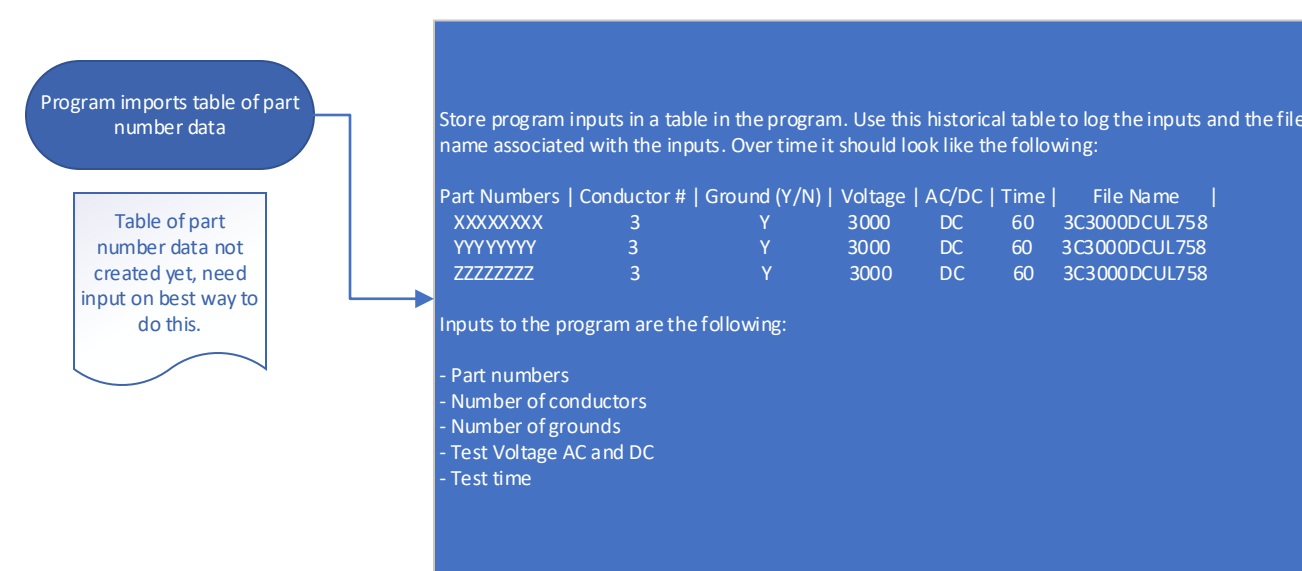 Program imports table of part
number data
Table of part
number data not
created yet, need
input on best way to
do this.
Store program inputs in a table in the program. Use this historical table to log the inputs and the file
name associated with the inputs. Over time it should look like the following:
Part Numbers | Conductor # | Ground (Y/N) | Voltage | AC/DC | Time | File Name |
XXXXXXXX 3 Y 3000 DC 60 3C3000DCUL758
YYYYYYYY 3 Y 3000 DC 60 3C3000DCUL758
ZZZZZZZZ 3 Y 3000 DC 60 3C3000DCUL758
Inputs to the program are the following:
- Part numbers
- Number of conductors
- Number of grounds
- Test Voltage AC and DC
- Test time